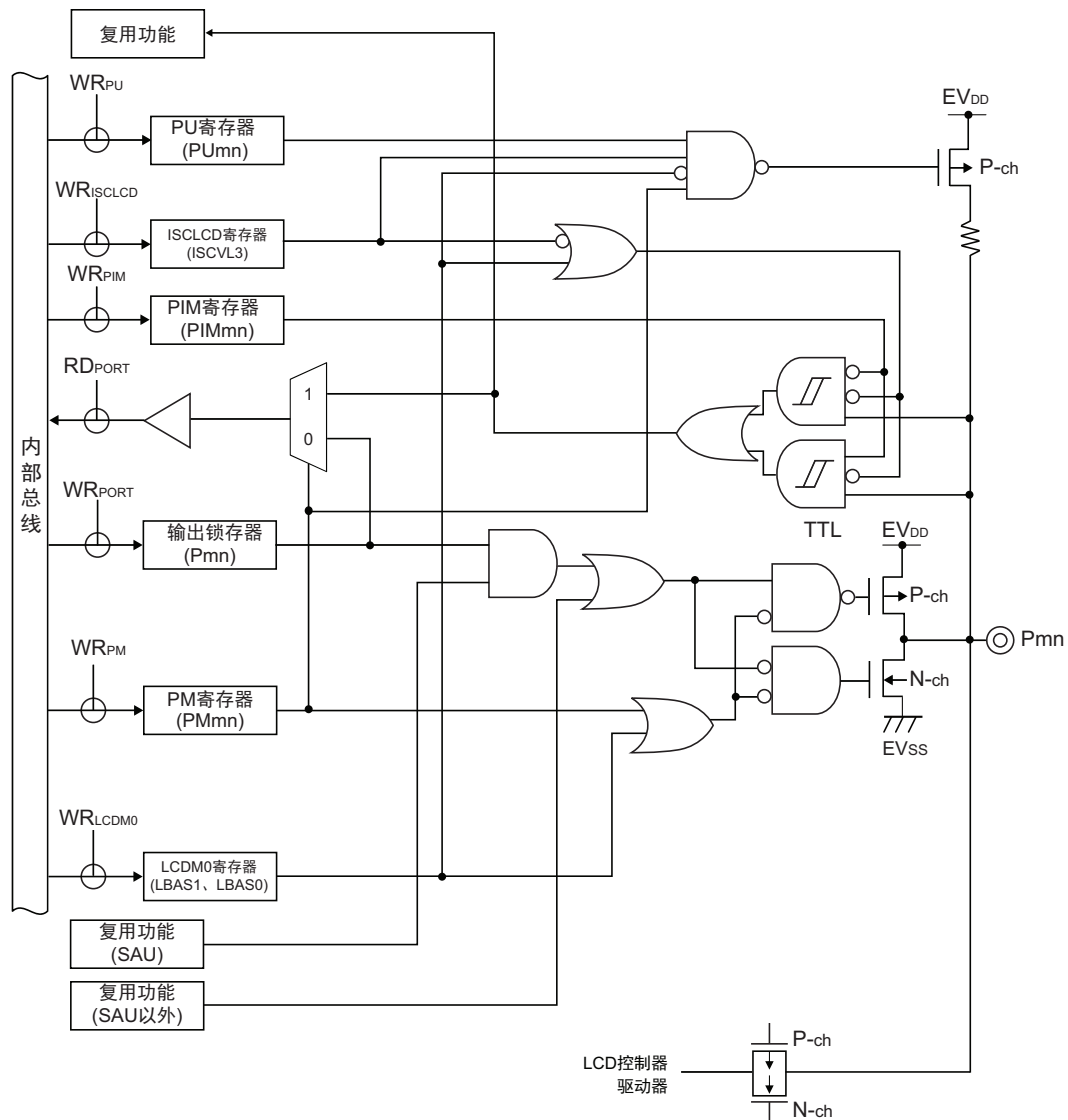 复用功能
WRPU
EVDD
PU寄存器
(PUmn)
P-ch
WRISCLCD
ISCLCD寄存器
(ISCVL3)
WRPIM
PIM寄存器
(PIMmn)
RDPORT
1
0
内部总线
WRPORT
输出锁存器
(Pmn)
TTL
EVDD
P-ch
Pmn
N-ch
EVSS
WRPM
PM寄存器
(PMmn)
WRLCDM0
LCDM0寄存器
(LBAS1、LBAS0)
复用功能
(SAU)
复用功能
(SAU以外)
P-ch
LCD控制器
驱动器
N-ch